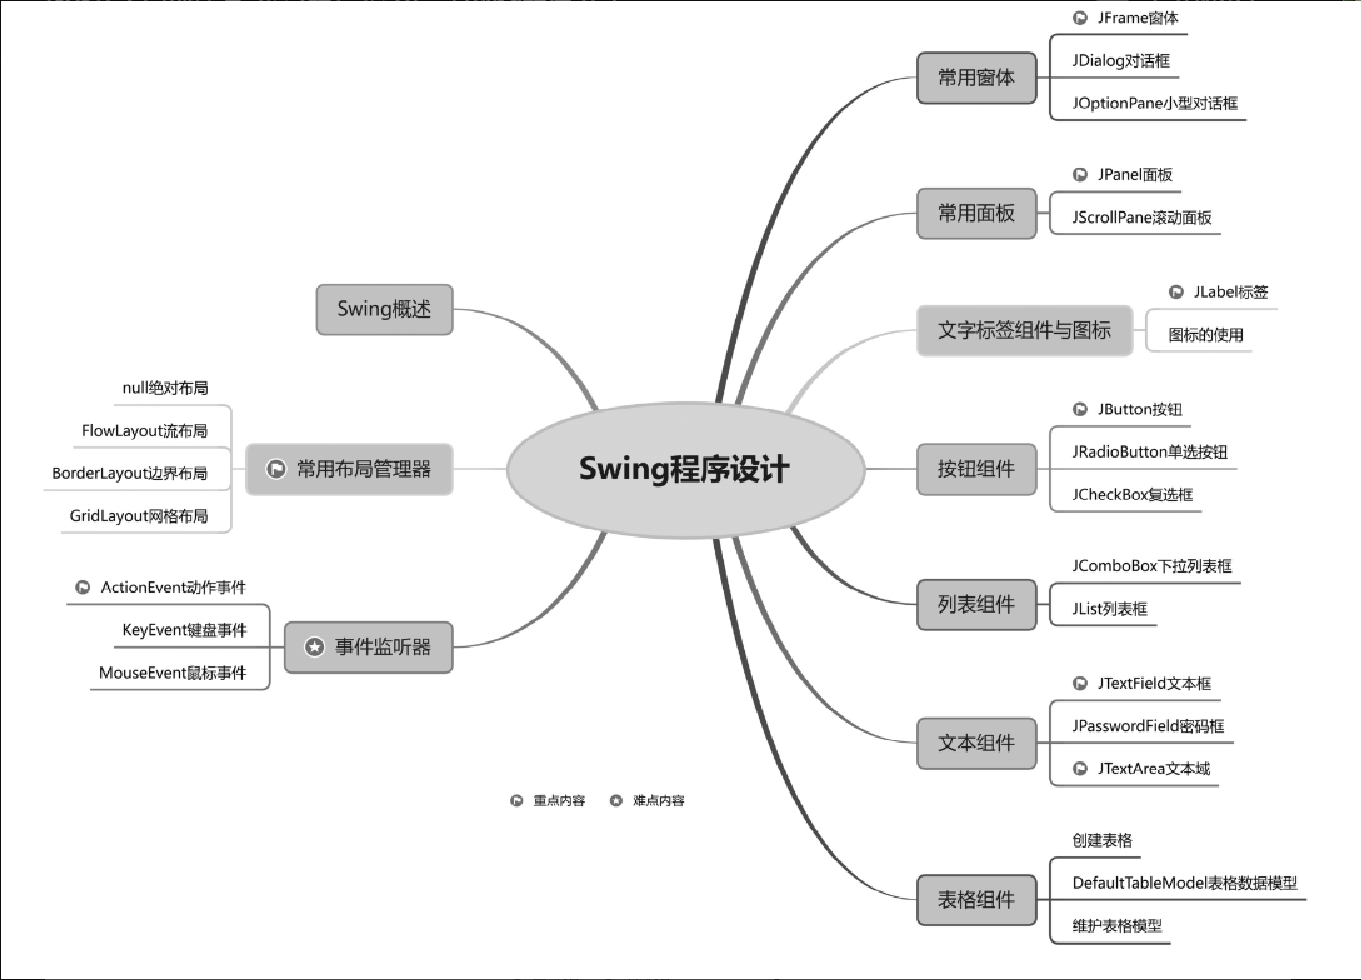 Swing程序设计
Swing概述
常用布局管理器
null绝对布局
FlowLayout流布局
BorderLayout边界布局
GridLayout网格布局
事件监听器
ActionEvent动作事件
KeyEvent键盘事件
MouseEvent鼠标事件
常用窗体
JFrame窗体
JDialog对话框
JOptionPane小型对话框
常用面板
JPanel面板
JScrollPane滚动面板
文字标签组件与图标
JLabel标签
图标的使用
按钮组件
JButton按钮
JRadioButton单选按钮
JCheckBox复选框
列表组件
JComboBox下拉列表框
JList列表框
文本组件
JTextField文本框
JPasswordField密码框
JTextArea文本域
表格组件
创建表格
DefaultTableModel表格数据模型
维护表格模型
重点内容 难点内容